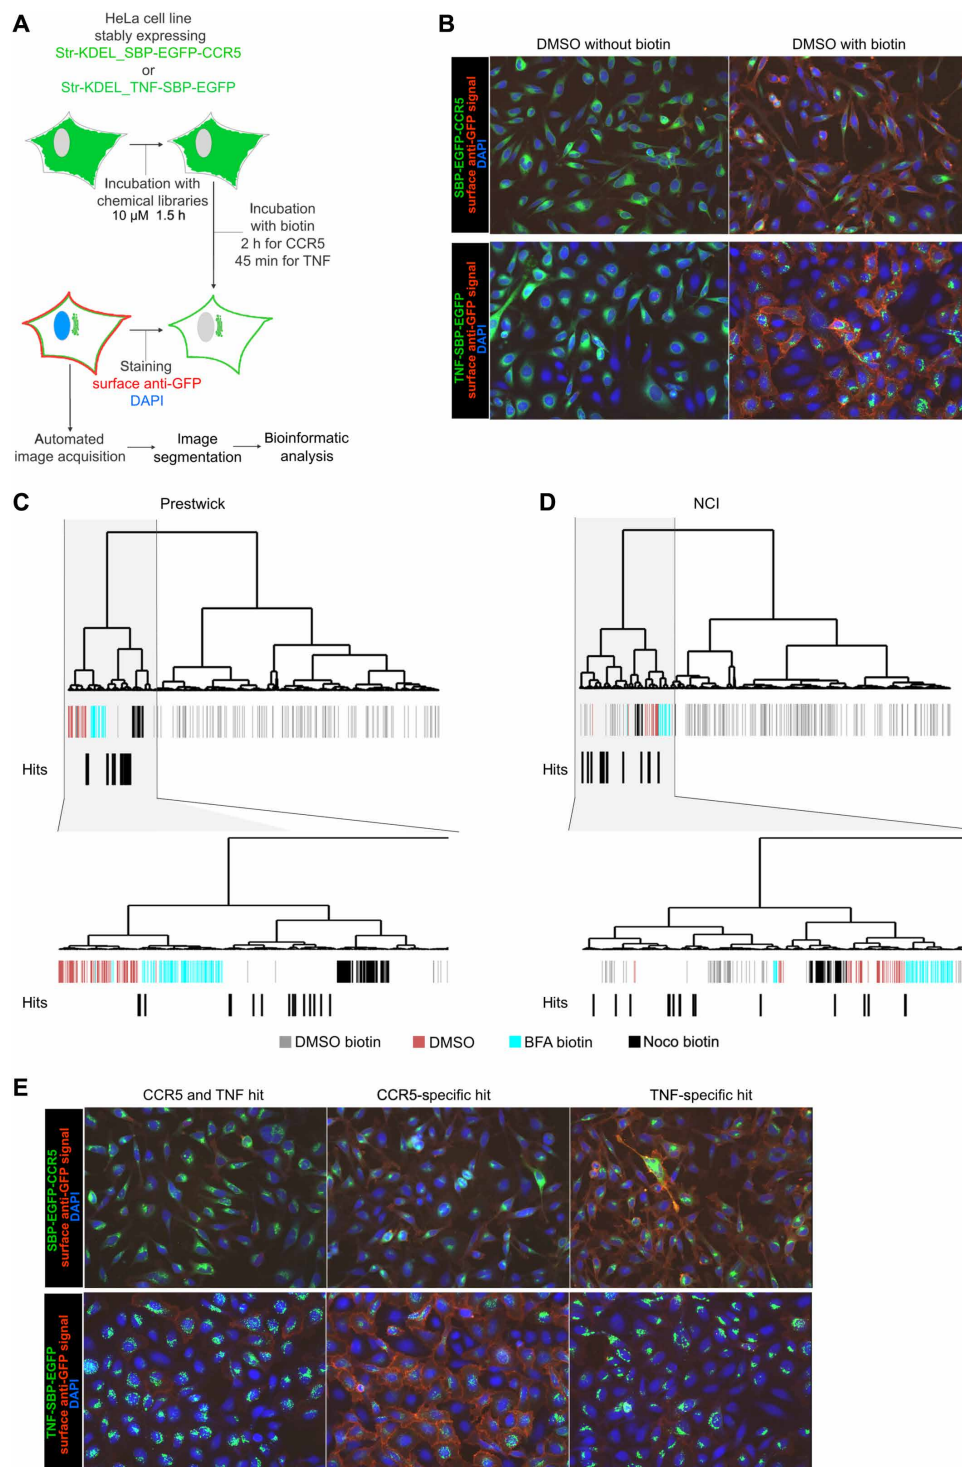 A
HeLa cell line
stably expressing
Str-KDEL_SBP-EGFP-CCR5
or
Str-KDEL_TNF-SBP-EGFP
Incubation with
chemical libraries
10 µM 1.5 h
Incubation
with biotin
2 h for CCR5
45 min for TNF
Staining
surface anti-GFP
DAPI
Automated
image acquisition
Image
segmentation
Bioinformatic
analysis
B
DMSO without biotin
DMSO with biotin
SBP-EGFP-CCR5
surface anti-GFP signal
DAPI
TNF-SBP-EGFP
surface anti-GFP signal
DAPI
C
Prestwick
Hits
Hits
D
NCI
Hits
Hits
DMSO biotin
DMSO
BFA biotin
Noco biotin
E
CCR5 and TNF hit
CCR5-specific hit
TNF-specific hit
SBP-EGFP-CCR5
surface anti-GFP signal
DAPI
TNF-SBP-EGFP
surface anti-GFP signal
DAPI